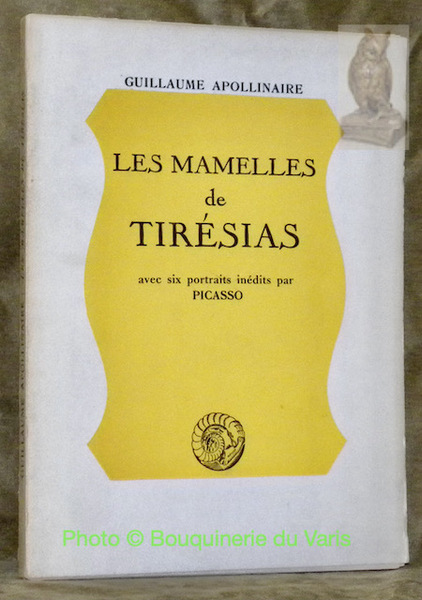 GUILLAUME APOLLINAIRE
LES MAMELLES
de
TIRÉSIAS
avec six portraits inédits par
PICASSO
Photo © Bouquinerie du Varis